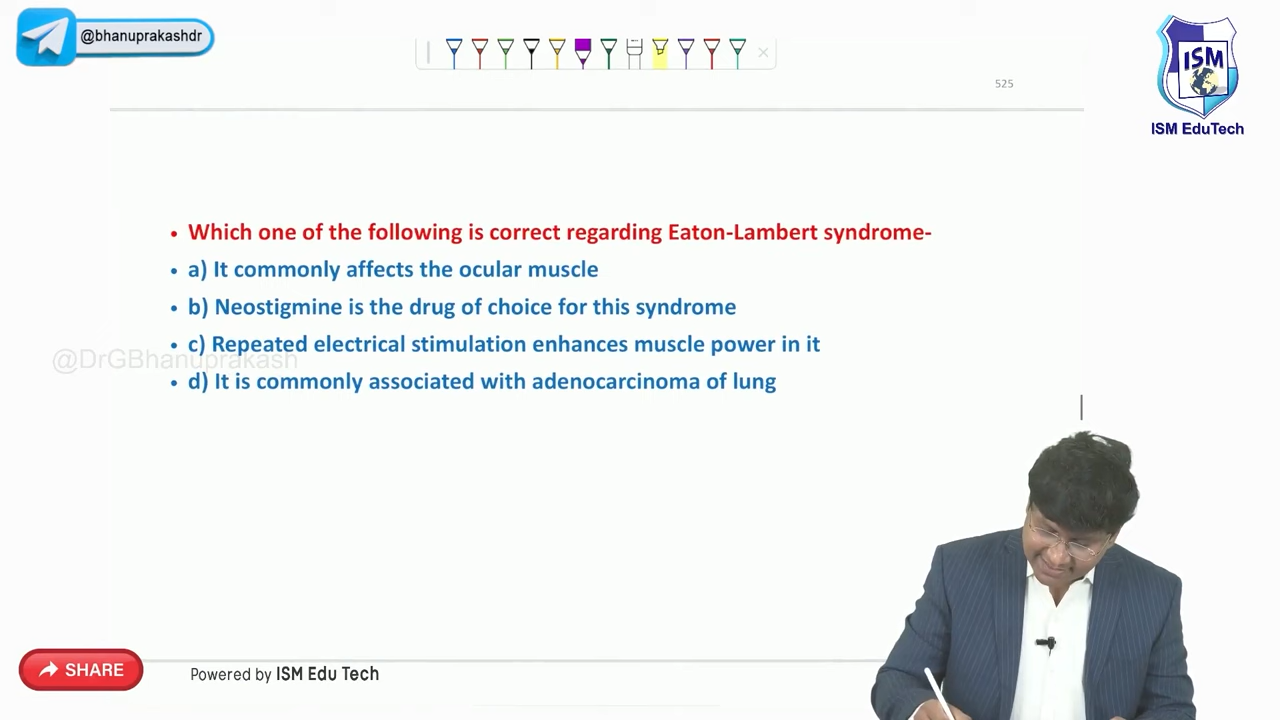 @bhanuprakashdr
525
ISM
ISM EduTech
• Which one of the following is correct regarding Eaton-Lambert syndrome-
• a) It commonly affects the ocular muscle
• b) Neostigmine is the drug of choice for this syndrome
• c) Repeated electrical stimulation enhances muscle power in it
@DrGBhanuprakash
• d) It is commonly associated with adenocarcinoma of lung
SHARE
Powered by ISM Edu Tech